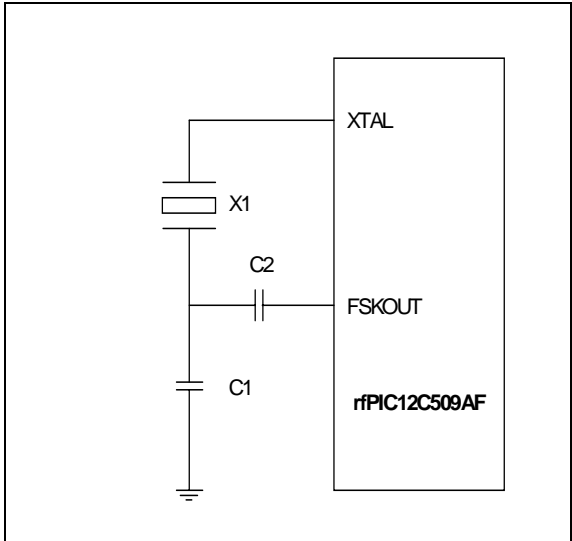 XTAL
X1
C2
FSKOUT
C1
rfPIC12C509AF